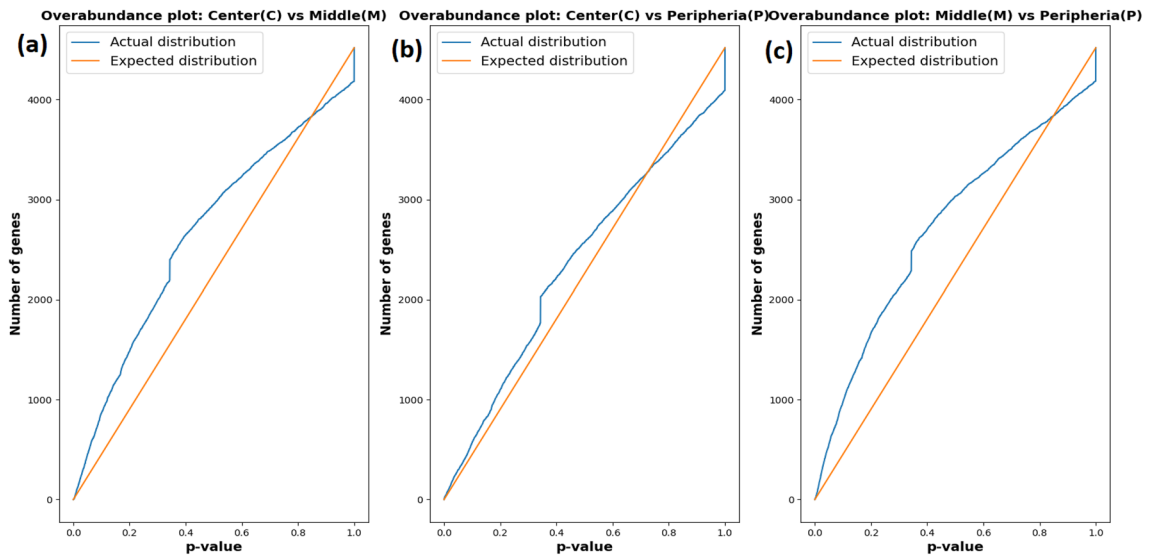 Overabundance plot: Center(C) vs Middle(M)
(a)
Actual distribution
Expected distribution
Number of genes
4000
3000
2000
1000
0
0.0 0.2 0.4 0.6 0.8 1.0
p-value
Overabundance plot: Center(C) vs Peripheria(P)
(b)
Actual distribution
Expected distribution
Number of genes
4000
3000
2000
1000
0
0.0 0.2 0.4 0.6 0.8 1.0
p-value
Overabundance plot: Middle(M) vs Peripheria(P)
(c)
Actual distribution
Expected distribution
Number of genes
4000
3000
2000
1000
0
0.0 0.2 0.4 0.6 0.8 1.0
p-value